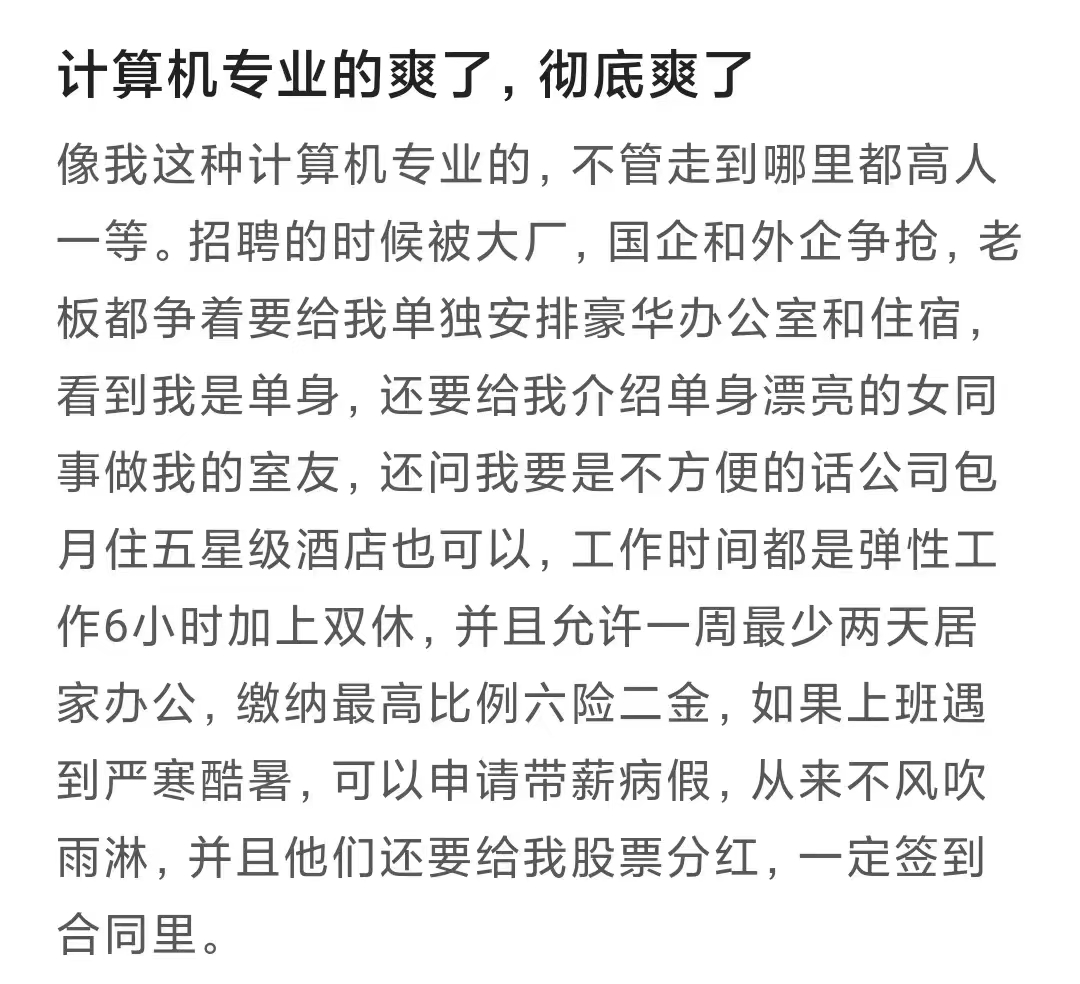 计算机专业的爽了，彻底爽了
像我这种计算机专业的，不管走到哪里都高人
一等。招聘的时候被大厂，国企和外企争抢，老
板都争着要给我单独安排豪华办公室和住宿，
看到我是单身，还要给我介绍单身漂亮的女同
事做我的室友，还问我要是不方便的话公司包
月住五星级酒店也可以，工作时间都是弹性工
作6小时加上双休，并且允许一周最少两天居
家办公，缴纳最高比例六险二金，如果上班遇
到严寒酷暑，可以申请带薪病假，从来不风吹
雨淋，并且他们还要给我股票分红，一定签到
合同里。